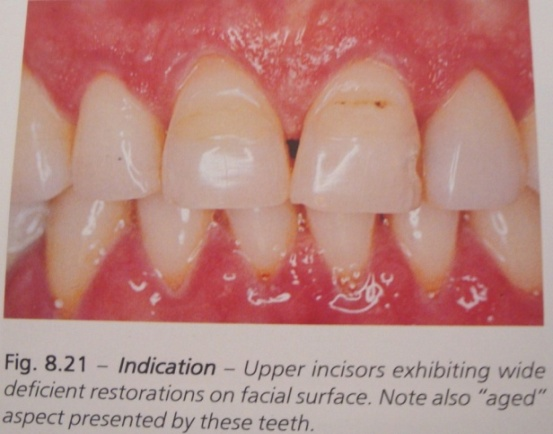 Fig. 8.21 – Indication – Upper incisors exhibiting wide
deficient restorations on facial surface. Note also “aged”
aspect presented by these teeth.